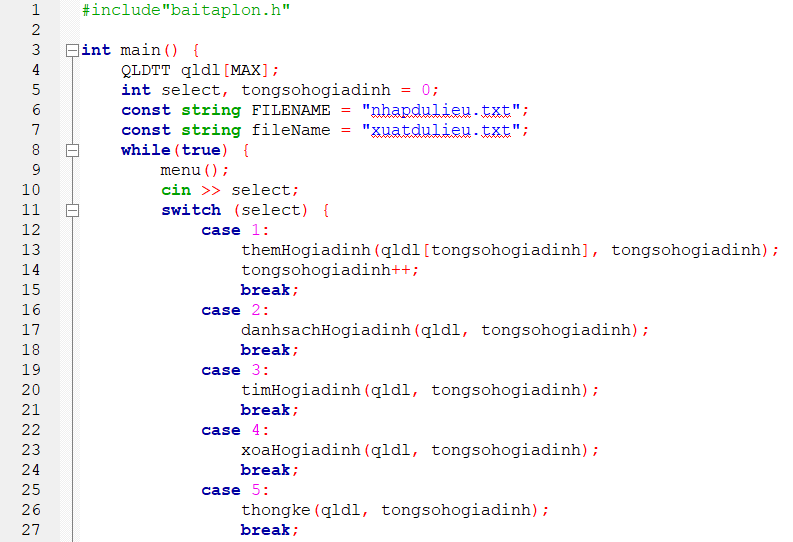 1 #include"baitaplon.h"
2
3 int main() {
4 QLDTT qldl[MAX];
5 int select, tongsohogiadinh = 0;
6 const string FILENAME = "nhapdulieu.txt";
7 const string fileName = "xuatdulieu.txt";
8 while(true) {
9 menu();
10 cin >> select;
11 switch (select) {
12 case 1:
13 themHogiadinh(qldl[tongsohogiadinh], tongsohogiadinh);
14 tongsohogiadinh++;
15 break;
16 case 2:
17 danhsachHogiadinh(qldl, tongsohogiadinh);
18 break;
19 case 3:
20 timHogiadinh(qldl, tongsohogiadinh);
21 break;
22 case 4:
23 xoaHogiadinh(qldl, tongsohogiadinh);
24 break;
25 case 5:
26 thongke(qldl, tongsohogiadinh);
27 break;